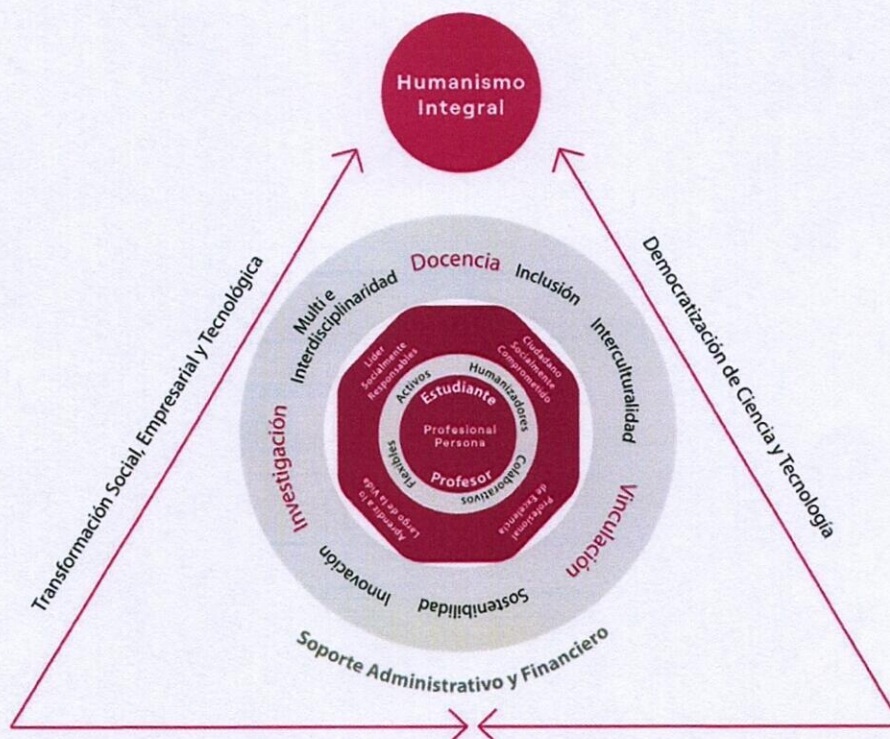 Humanismo
Integral
Transformación Social, Empresarial y Tecnológica
Democratización de Ciencia y Tecnología
Docencia
Inclusión
Interculturalidad
Vinculación
Sostenibilidad
Innovación
Investigación
Multi e
Interdisciplinaridad
Líder
Socialmente
Responsables
Ciudadano
Socialmente
Comprometido
Profesional
de Excelencia
Aprendir a lo
Largo de la Vida
Activos
Humanizadores
Colaborativos
Flexibles
Estudiante
Profesional
Persona
Profesor
Soporte Administrativo y Financiero